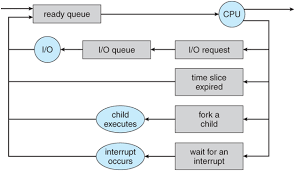 ready queue
CPU
I/O
I/O queue
I/O request
time slice
expired
child
executes
fork a
child
interrupt
occurs
wait for an
interrupt